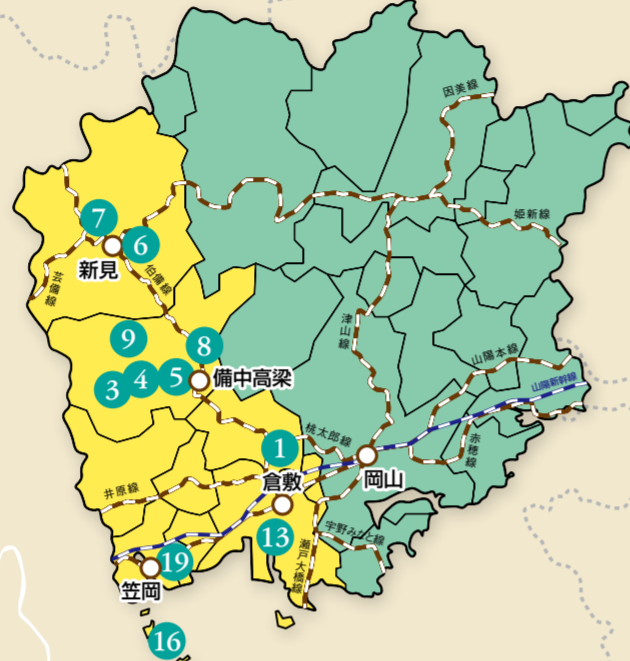 因美線
姫新線
7
6
新見
芸備線
伯備線
9
8
津山線
3
4
5
備中高梁
山陽本線
山陽新幹線
1
桃太郎線
赤穂線
岡山
倉敷
井原線
13
宇野みなと線
瀬戸大橋線
19
笠岡
16